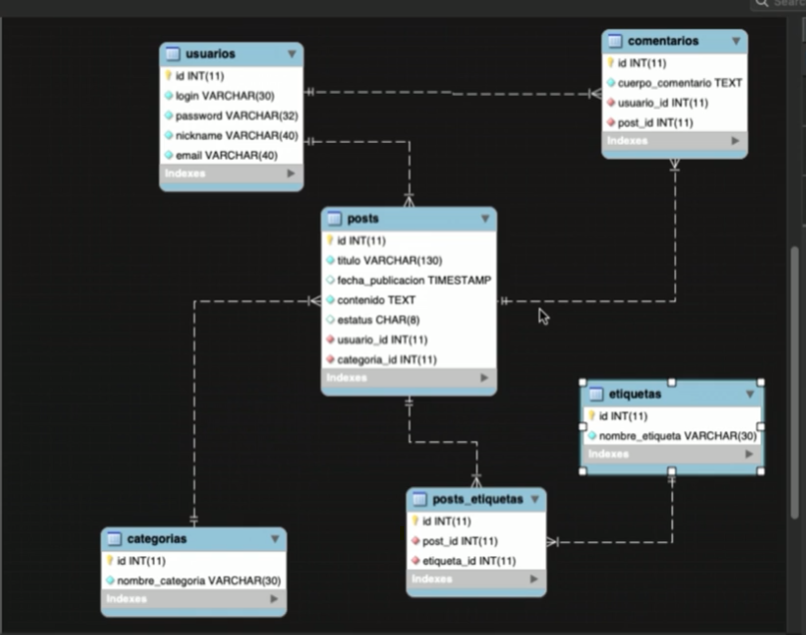 Search
usuarios
id INT(11)
login VARCHAR(30)
password VARCHAR(32)
nickname VARCHAR(40)
email VARCHAR(40)
Indexes
comentarios
id INT(11)
cuerpo_comentario TEXT
usuario_id INT(11)
post_id INT(11)
Indexes
posts
id INT(11)
titulo VARCHAR(130)
fecha_publicacion TIMESTAMP
contenido TEXT
estatus CHAR(8)
usuario_id INT(11)
categoria_id INT(11)
Indexes
etiquetas
id INT(11)
nombre_etiqueta VARCHAR(30)
Indexes
posts_etiquetas
id INT(11)
post_id INT(11)
etiqueta_id INT(11)
Indexes
categorias
id INT(11)
nombre_categoria VARCHAR(30)
Indexes